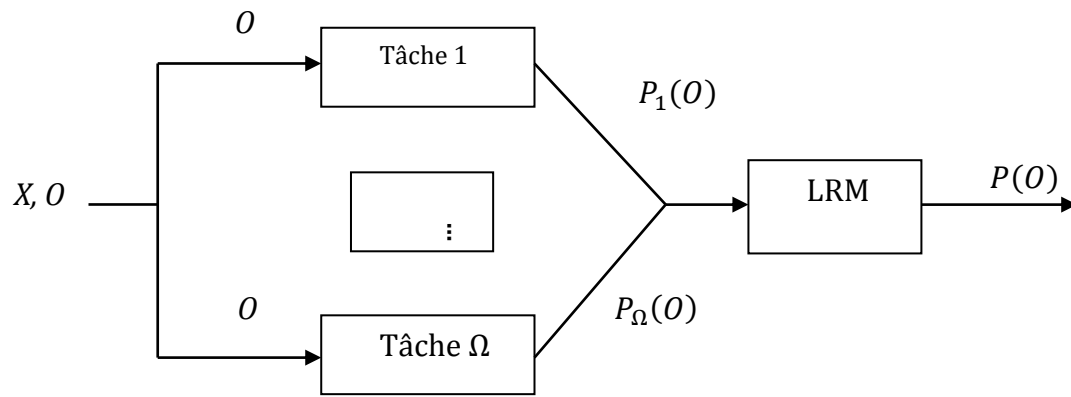 O
Tâche 1
P₁(O)
X, O
⋮
LRM
P(O)
O
P_Ω(O)
Tâche Ω